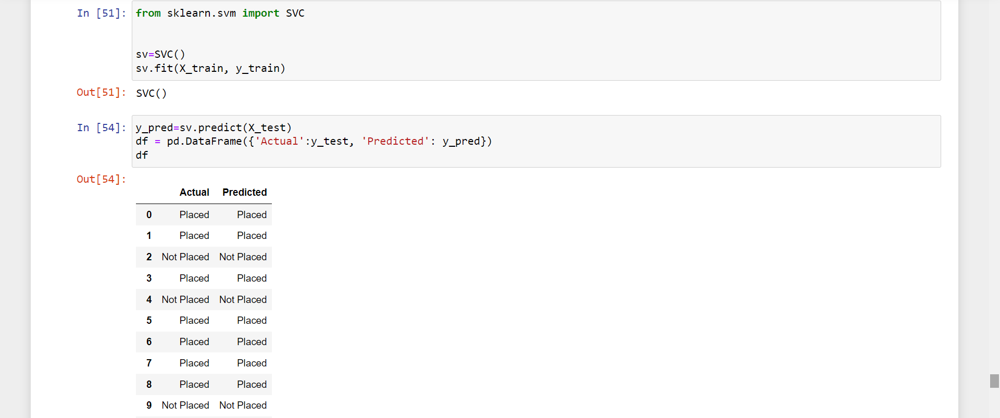 In [51]: from sklearn.svm import SVC
sv=SVC()
sv.fit(X_train, y_train)
Out[51]: SVC()
In [54]: y_pred=sv.predict(X_test)
df = pd.DataFrame({'Actual':y_test, 'Predicted': y_pred})
df
Out[54]:
Actual Predicted
0 Placed Placed
1 Placed Placed
2 Not Placed Not Placed
3 Placed Placed
4 Not Placed Not Placed
5 Placed Placed
6 Placed Placed
7 Placed Placed
8 Placed Placed
9 Not Placed Not Placed